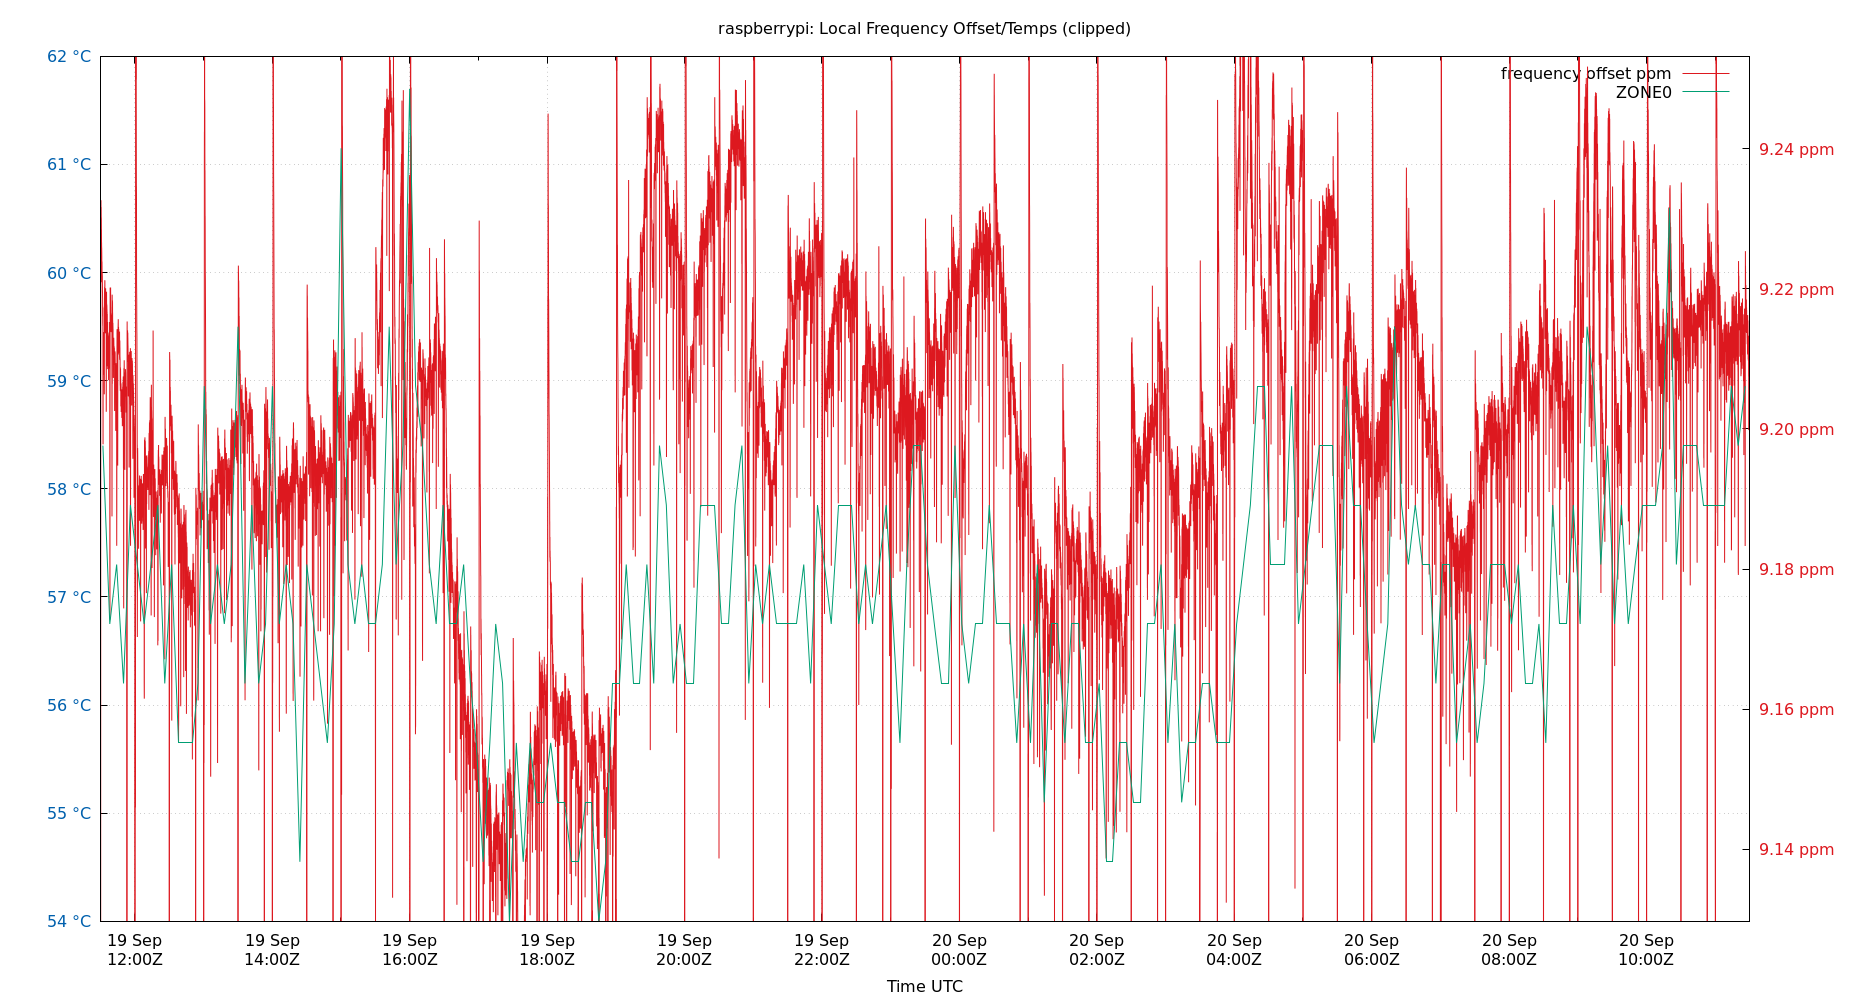 raspberrypi: Local Frequency Offset/Temps (clipped)
62 °C
61 °C
60 °C
59 °C
58 °C
57 °C
56 °C
55 °C
54 °C
frequency offset ppm
ZONE0
9.24 ppm
9.22 ppm
9.20 ppm
9.18 ppm
9.16 ppm
9.14 ppm
19 Sep 19 Sep 19 Sep 19 Sep 19 Sep 19 Sep 20 Sep 20 Sep 20 Sep 20 Sep 20 Sep 20 Sep
12:00Z 14:00Z 16:00Z 18:00Z 20:00Z 22:00Z 00:00Z 02:00Z 04:00Z 06:00Z 08:00Z 10:00Z
Time UTC